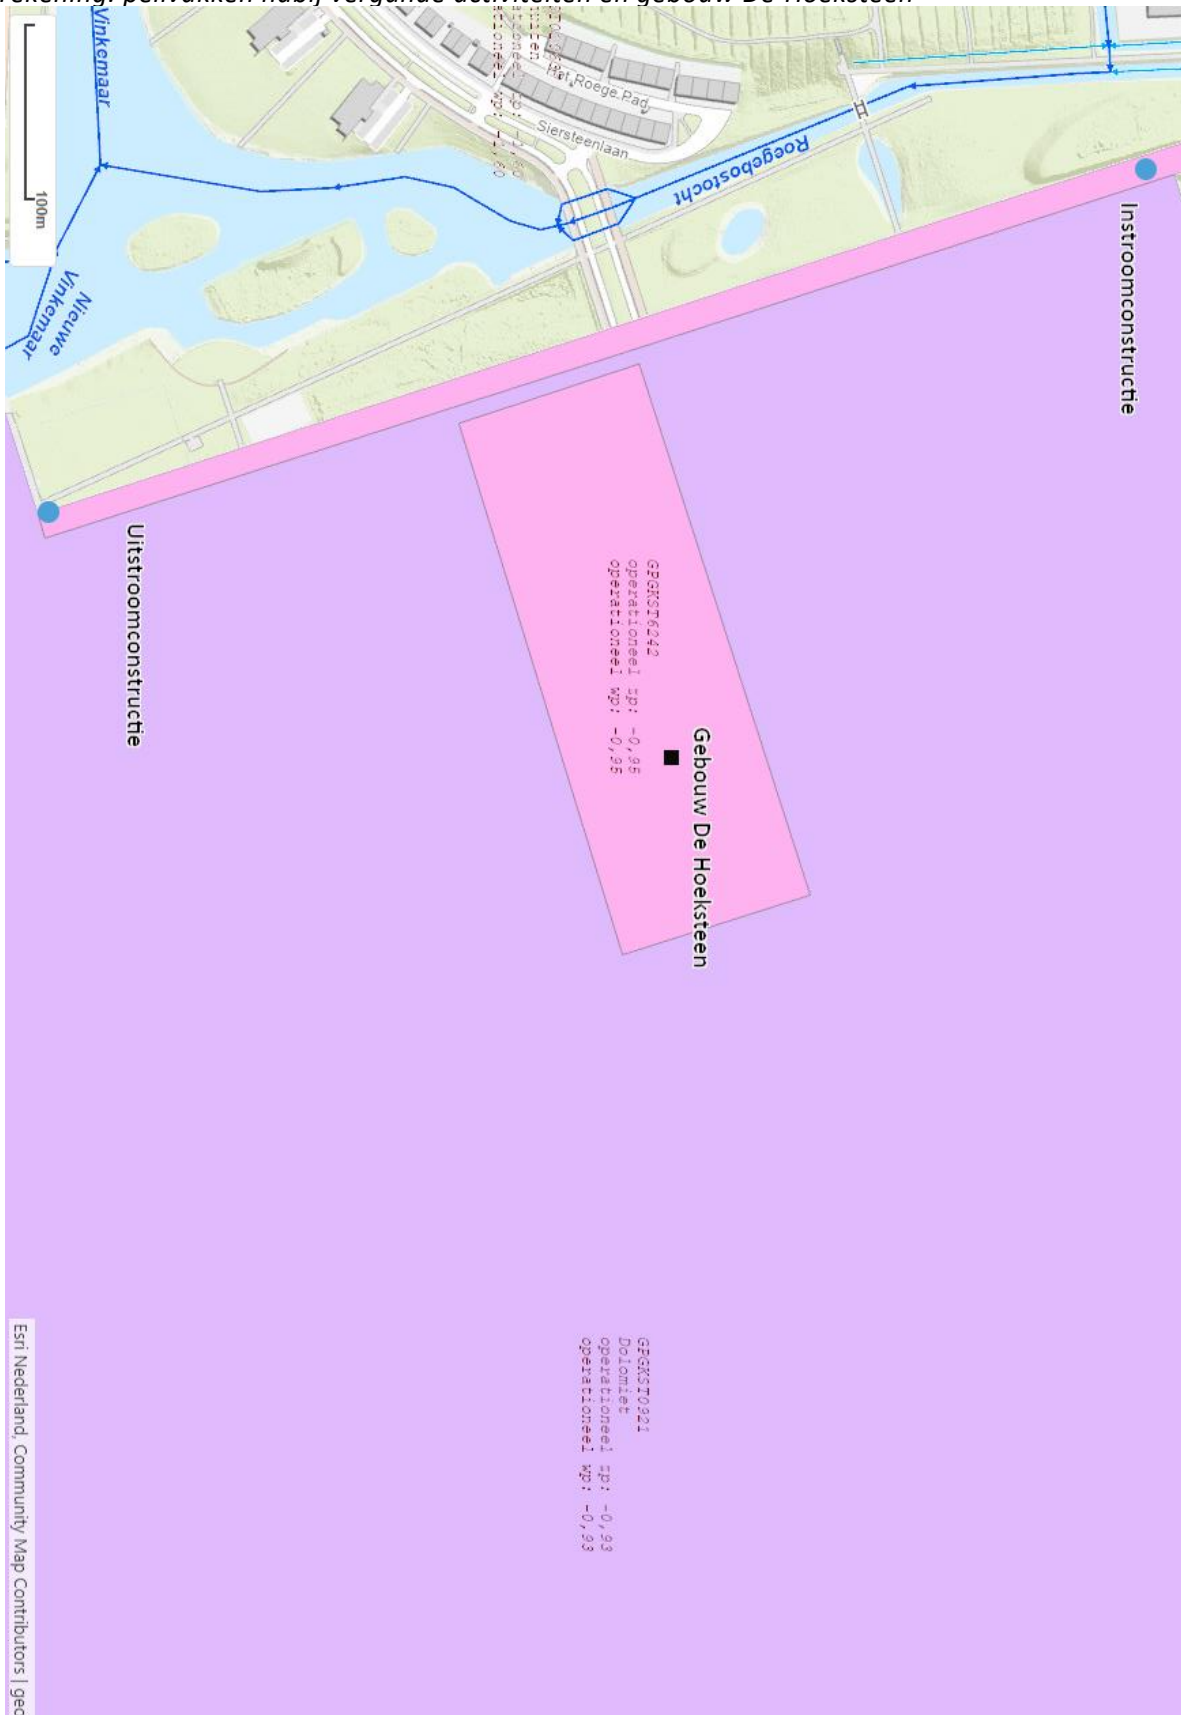 Tekening: peilvakken nabij vergunde activiteiten en gebouw De Hoeksteen
Vinkemaar
100m
Nieuwe
Vinkemaar
Het Roege Pad
Siersteenlaan
Roegebostocht
Instroomconstructie
Uitstroomconstructie
GPGKST6242
operationeel zp: -0,95
operationeel wp: -0,95
Gebouw De Hoeksteen
GPGKST0921
Dolomiet
operationeel zp: -0,93
operationeel wp: -0,93
Esri Nederland, Community Map Contributors |